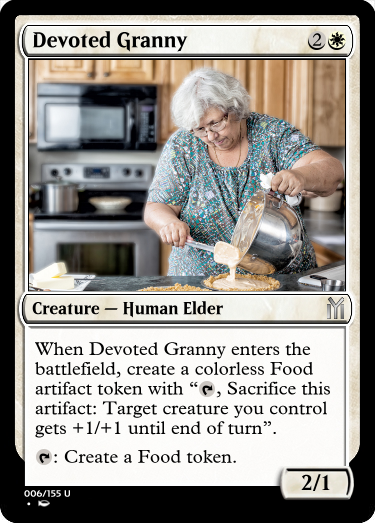 Devoted Granny 2
Creature — Human Elder
When Devoted Granny enters the
battlefield, create a colorless Food
artifact token with “, Sacrifice this
artifact: Target creature you control
gets +1/+1 until end of turn”.
: Create a Food token.
2/1
006/155 U